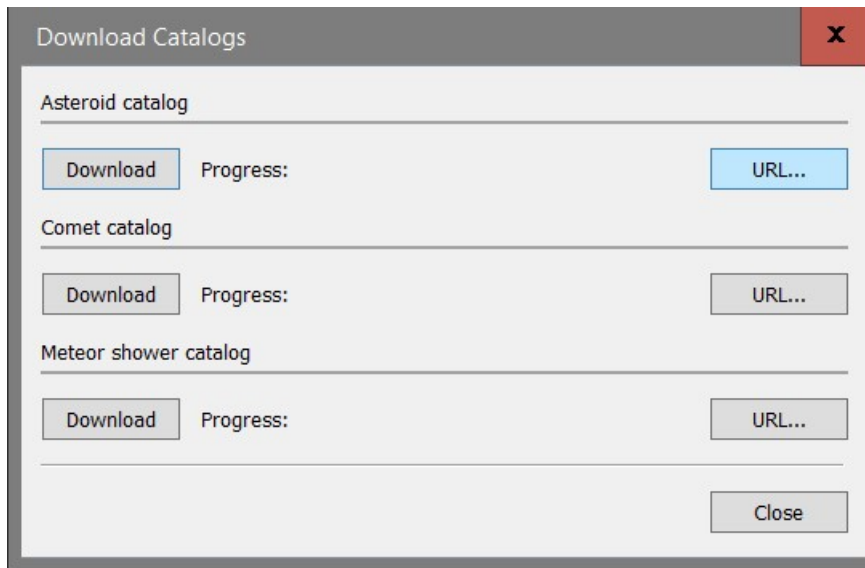 Download Catalogs x
Asteroid catalog
Download Progress: URL...
Comet catalog
Download Progress: URL...
Meteor shower catalog
Download Progress: URL...
Close